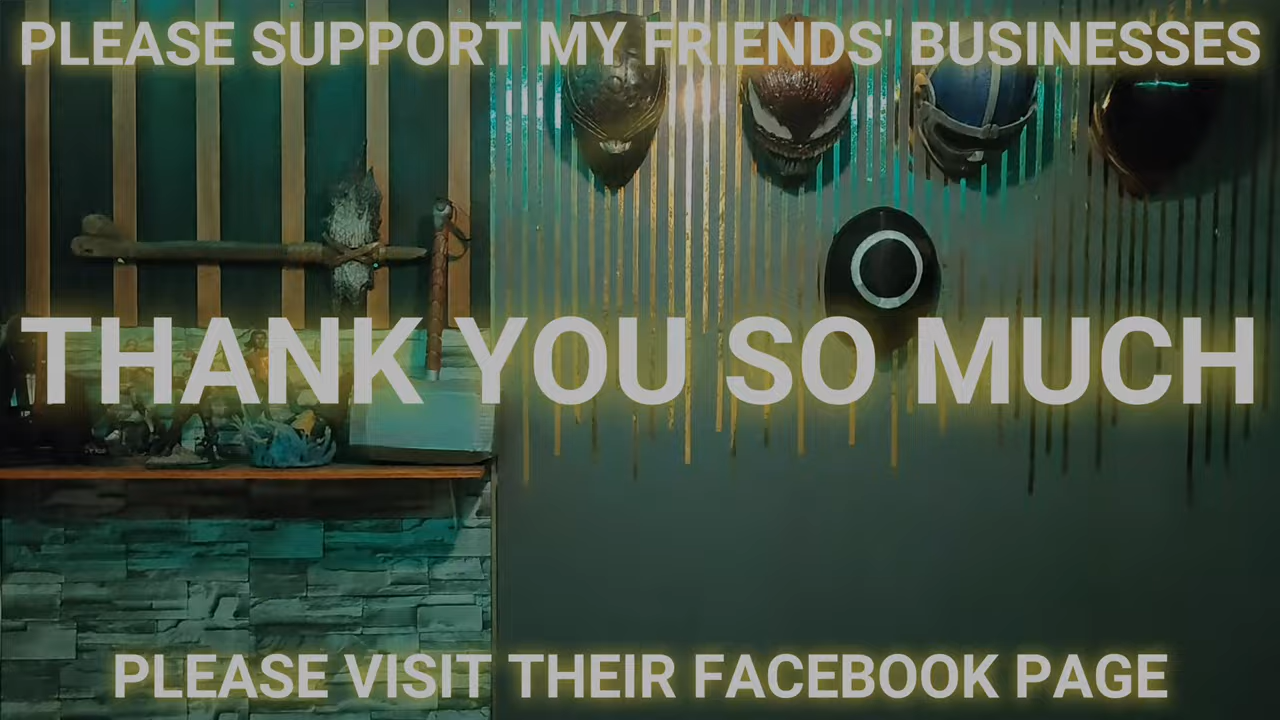 PLEASE SUPPORT MY FRIENDS' BUSINESSES
THANK YOU SO MUCH
PLEASE VISIT THEIR FACEBOOK PAGE